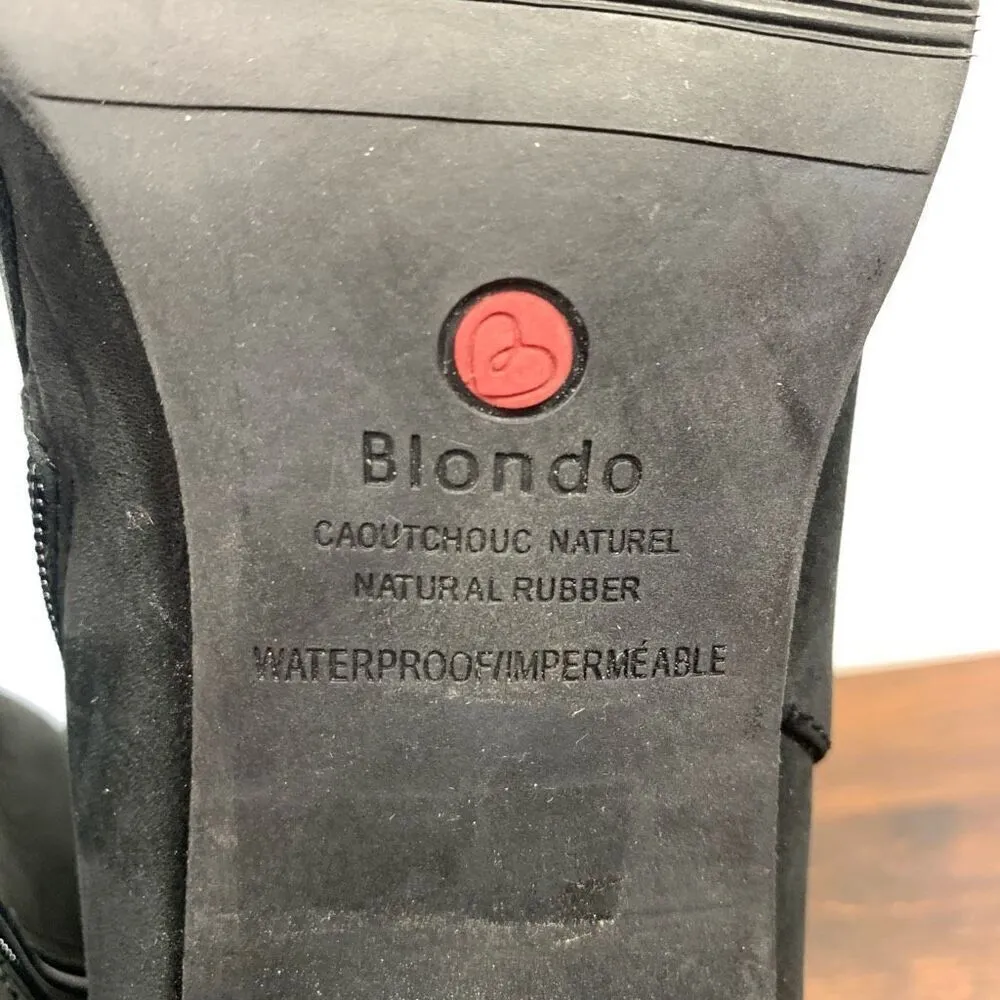 Blondo
CAOUTCHOUC NATUREL
NATURAL RUBBER
WATERPROOF/IMPERMÉABLE